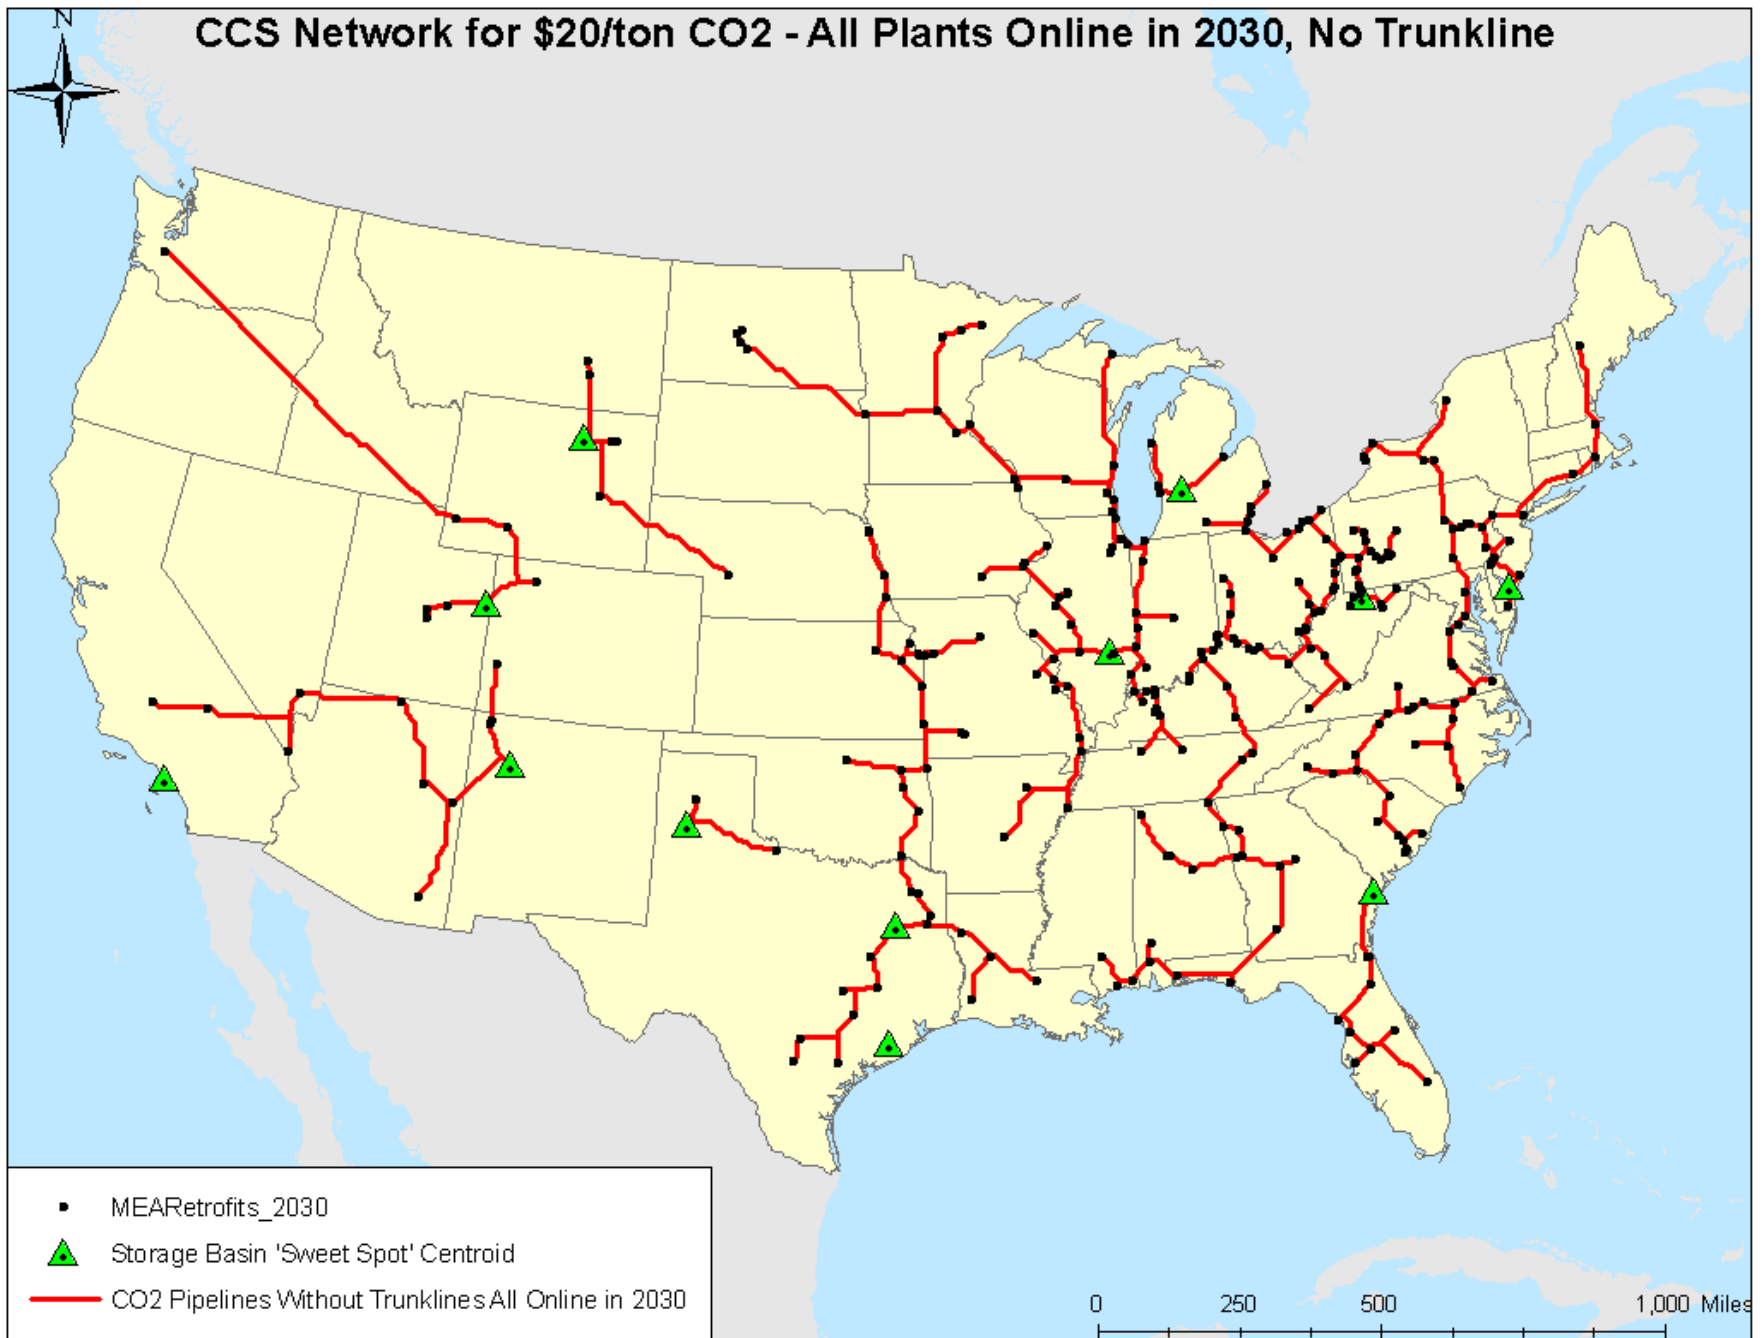 CCS Network for $20/ton CO2 - All Plants Online in 2030, No Trunkline
N
MEARetrofits_2030
Storage Basin 'Sweet Spot' Centroid
CO2 Pipelines Without Trunklines All Online in 2030
0 250 500 1,000 Miles